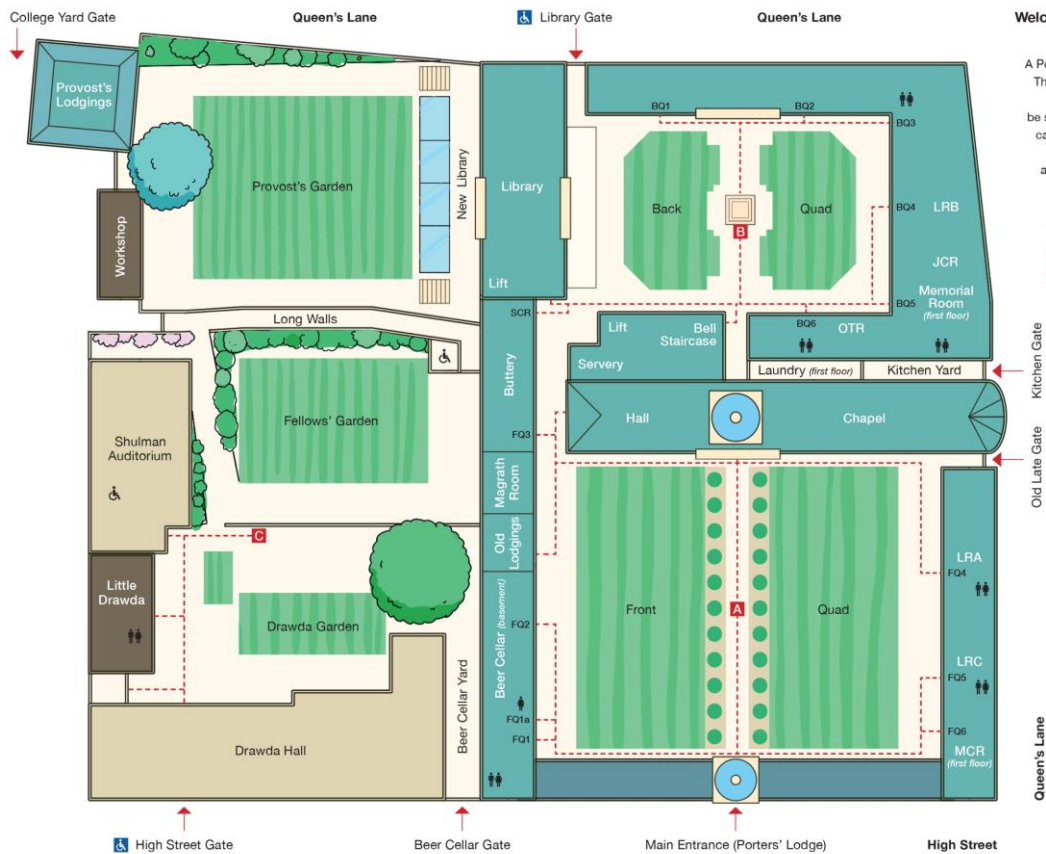 College Yard Gate
Queen's Lane
Library Gate
Queen's Lane
Welc
A Po
Th
be s
ca
a
Provost's
Lodgings
BQ1
BQ2
BQ3
Provost's Garden
New Library
Library
Back
Quad
B
BQ4
LRB
Workshop
JCR
Lift
Memorial
Room
(first floor)
BQ5
SCR
Long Walls
Lift
Bell
Staircase
BQ6
OTR
Servery
Laundry (first floor)
Kitchen Yard
Kitchen Gate
Buttery
Fellows' Garden
Hall
Chapel
Shulman
Auditorium
FQ3
Old Late Gate
Magrath
Room
Old
Lodgings
C
LRA
FQ4
Little
Drawda
Beer Cellar (basement)
Front
A
Quad
FQ2
Drawda Garden
LRC
FQ5
Beer Cellar Yard
FQ1a
FQ1
FQ6
MCR
(first floor)
Drawda Hall
Queen's Lane
High Street Gate
Beer Cellar Gate
Main Entrance (Porters' Lodge)
High Street